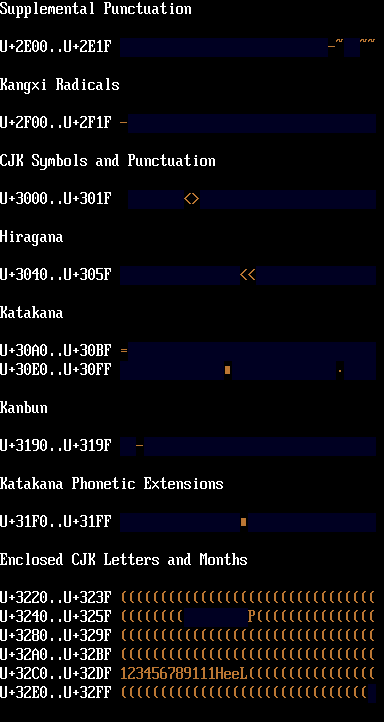 Supplemental Punctuation
U+2E00..U+2E1F -~ ~~
Kangxi Radicals
U+2F00..U+2F1F -
CJK Symbols and Punctuation
U+3000..U+301F <>
Hiragana
U+3040..U+305F <<
Katakana
U+30A0..U+30BF =
U+30E0..U+30FF ▪ ·
Kanbun
U+3190..U+319F -
Katakana Phonetic Extensions
U+31F0..U+31FF ▪
Enclosed CJK Letters and Months
U+3220..U+323F ((((((((((((((((((((((((((((((((
U+3240..U+325F (((((((( P(((((((((((((((
U+3280..U+329F ((((((((((((((((((((((((((((((((
U+32A0..U+32BF ((((((((((((((((((((((((((((((((
U+32C0..U+32DF 123456789111HeeL((((((((((((((((
U+32E0..U+32FF (((((((((((((((((((((((((((((((